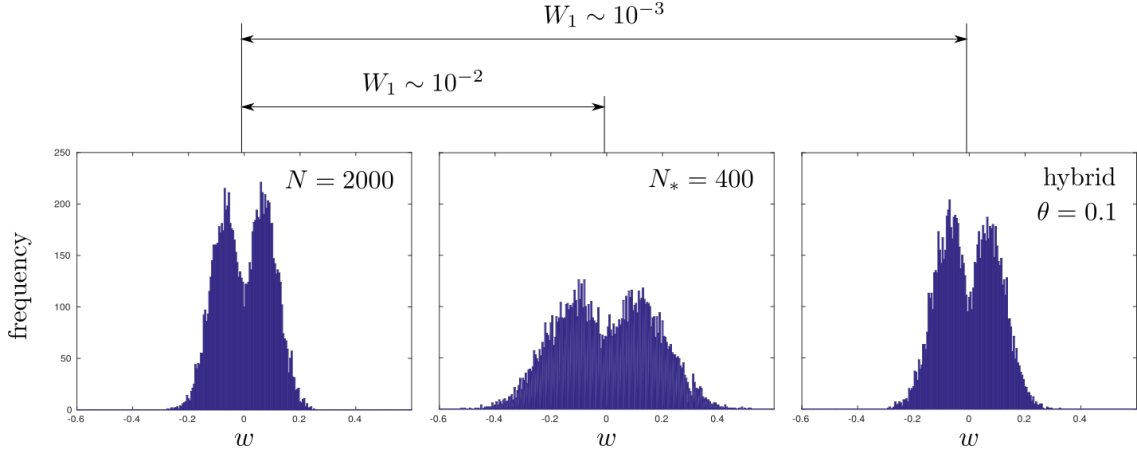 W₁ ∼ 10⁻³
W₁ ∼ 10⁻²
N = 2000
N∗ = 400
hybrid
θ = 0.1
frequency
250
200
150
100
50
0
-0.6 -0.4 -0.2 0 0.2 0.4
-0.6 -0.4 -0.2 0 0.2 0.4
-0.6 -0.4 -0.2 0 0.2 0.4
w
w
w